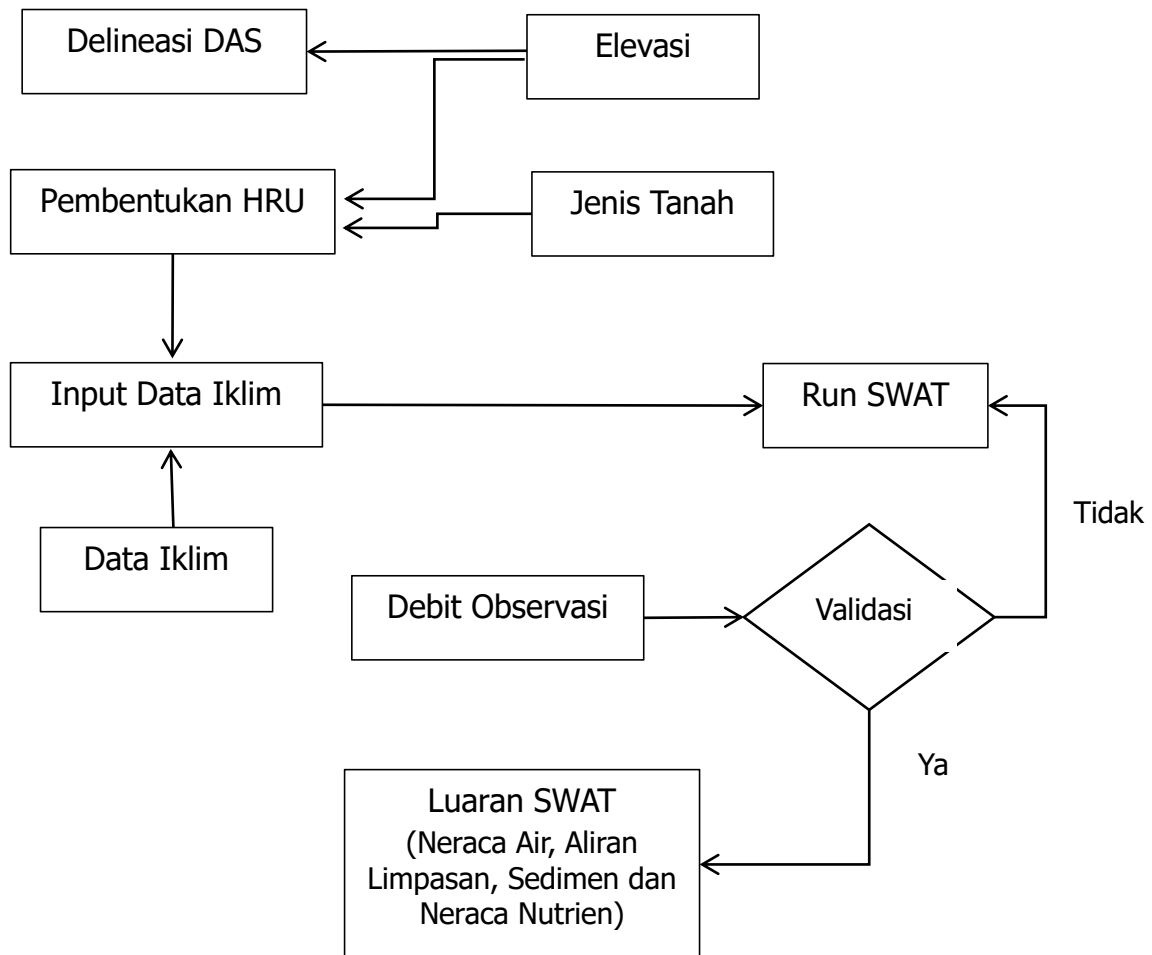 Delineasi DAS
Elevasi
Pembentukan HRU
Jenis Tanah
Input Data Iklim
Run SWAT
Tidak
Data Iklim
Debit Observasi
Validasi
Ya
Luaran SWAT
(Neraca Air, Aliran
Limpasan, Sedimen dan
Neraca Nutrien)